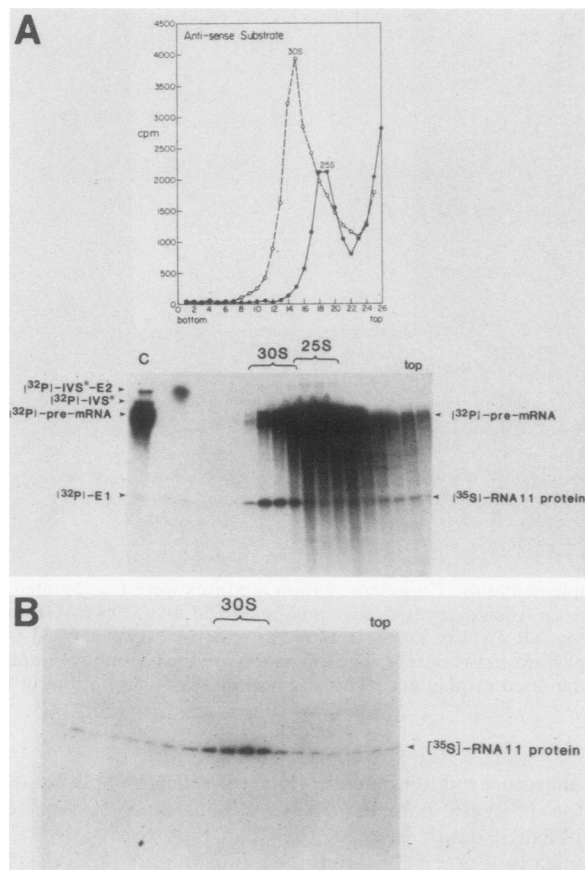 A
Anti-sense Substrate
4500
4000
3500
3000
cpm
2500
2000
1500
1000
500
0
30S
25S
0 2 4 6 8 10 12 14 16 18 20 22 24 26
bottom top
C 30S 25S top
[32P]-IVS*-E2
[32P]-IVS*
[32P]-pre-mRNA
[32P]-pre-mRNA
[32P]-E1
[35S]-RNA11 protein
B
30S top
[35S]-RNA11 protein